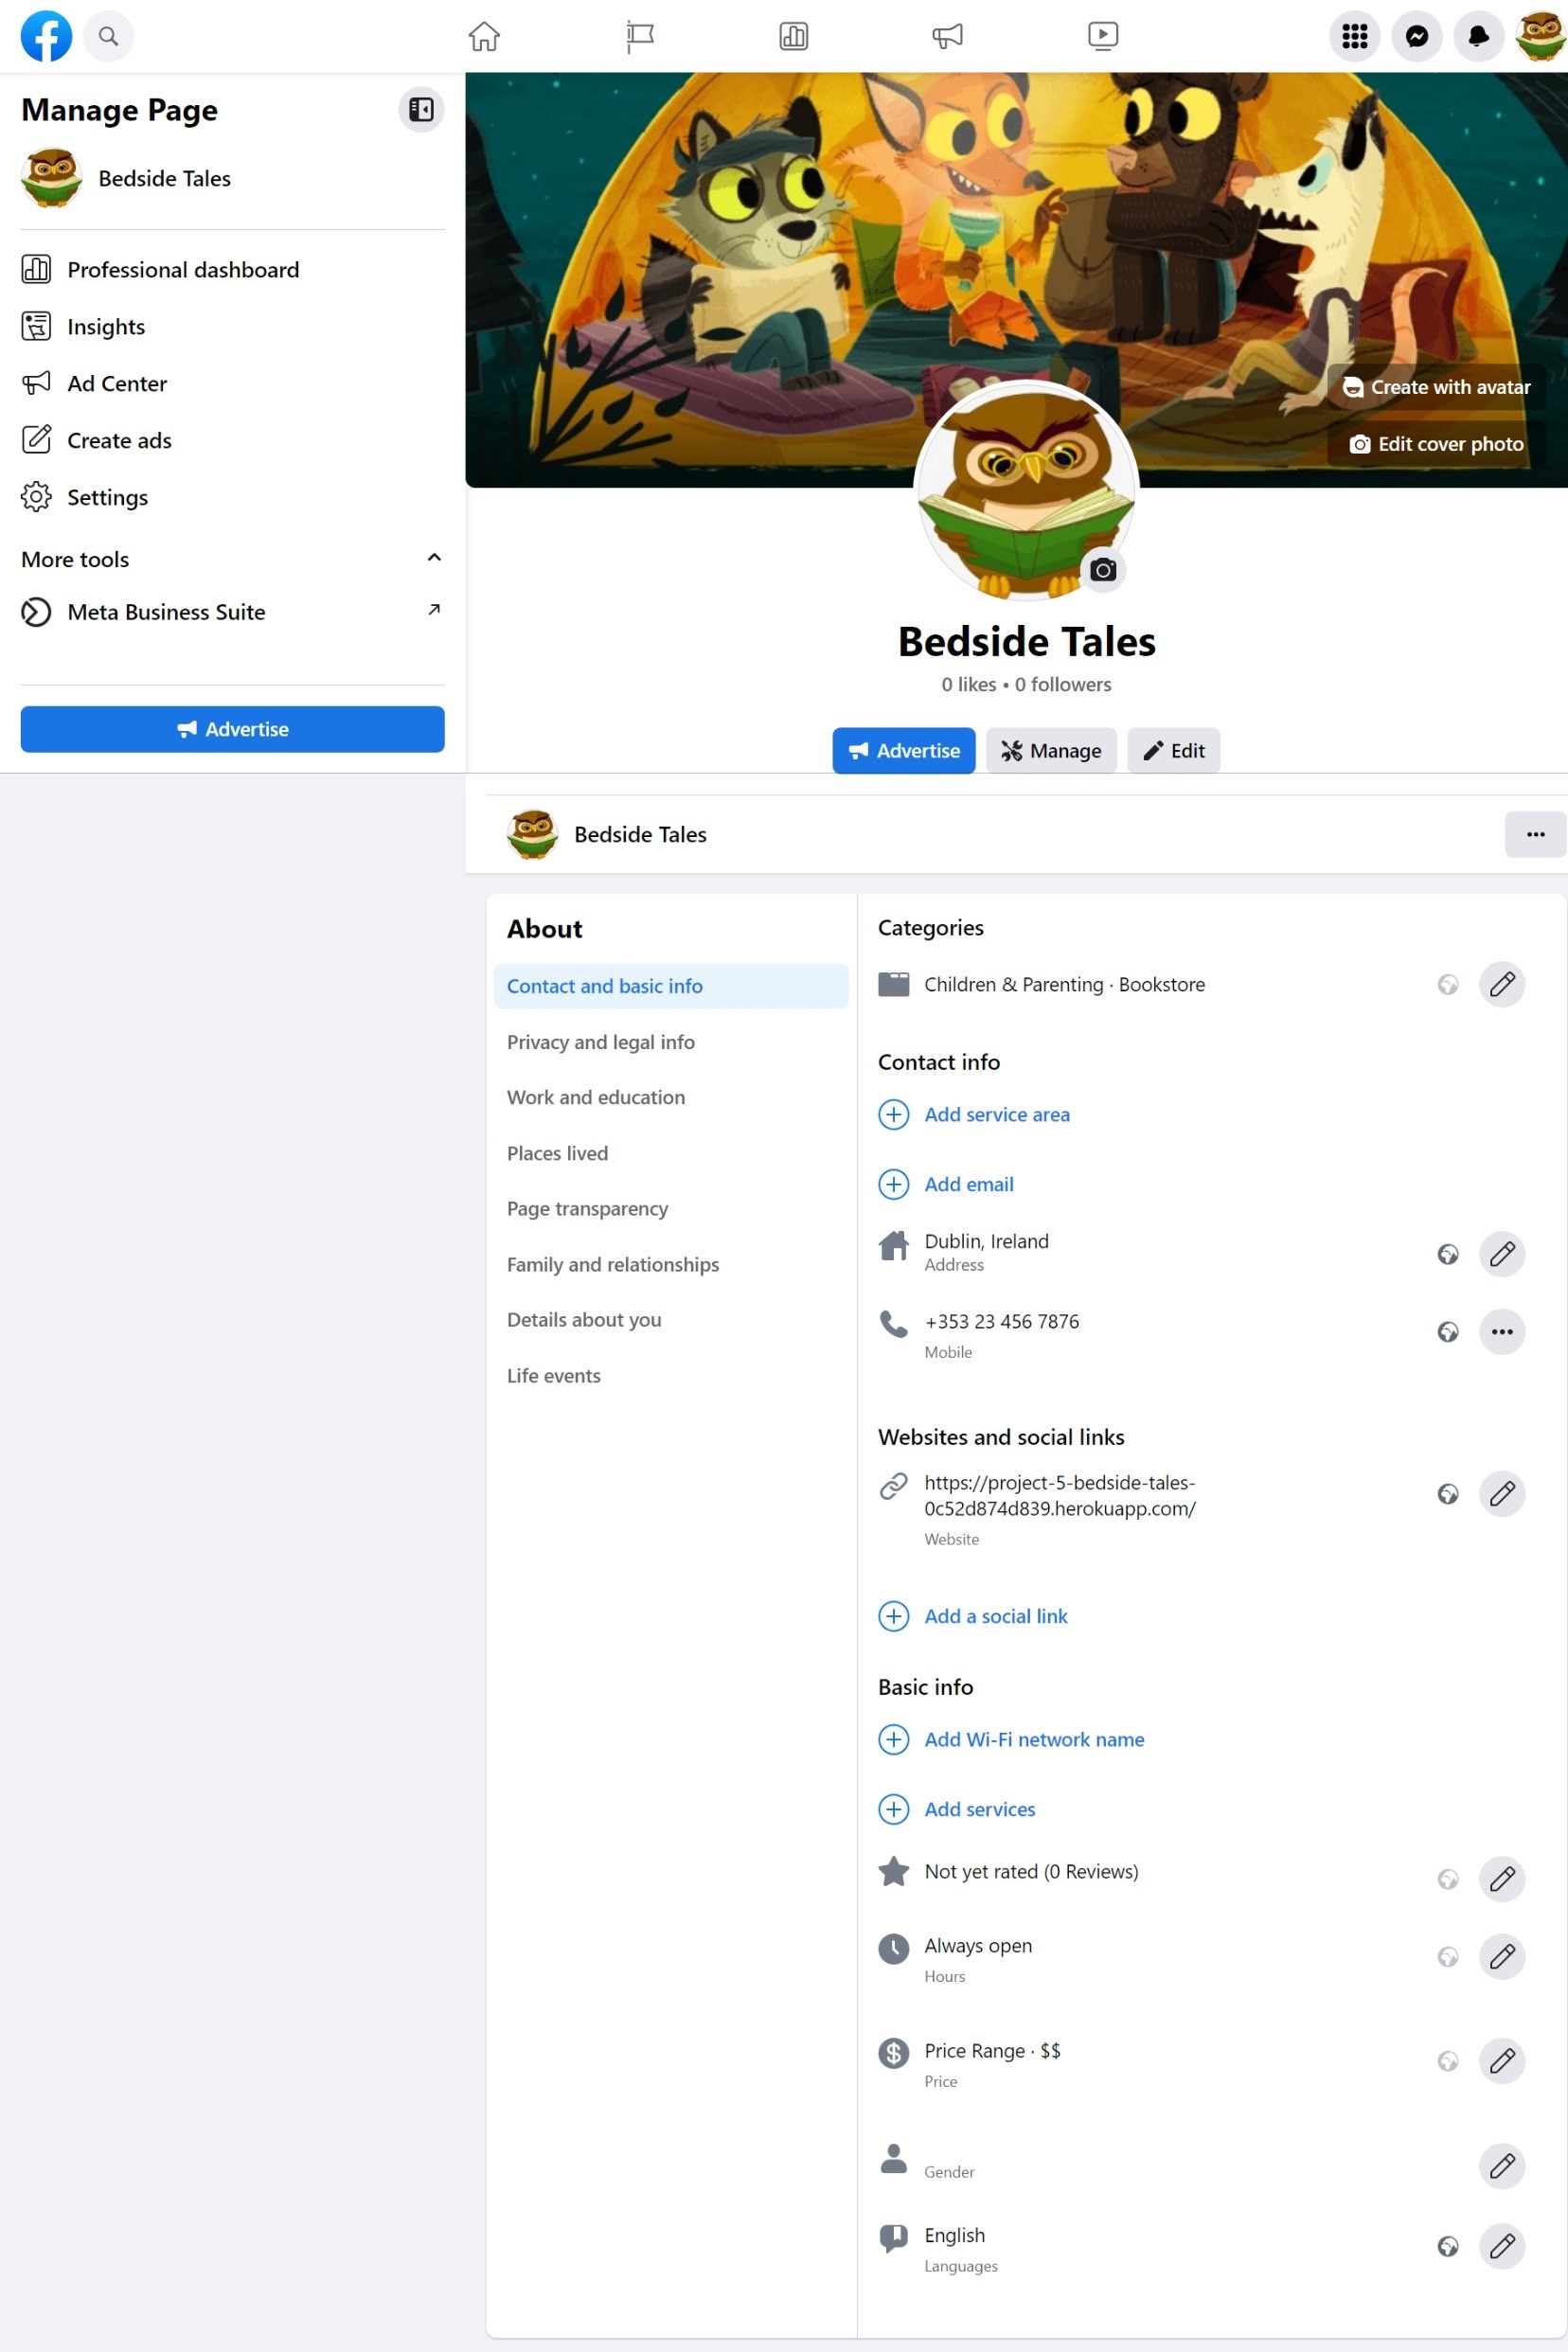 Manage Page
Bedside Tales
Professional dashboard
Insights
Ad Center
Create ads
Settings
More tools
Meta Business Suite
Advertise
Create with avatar
Edit cover photo
Bedside Tales
0 likes • 0 followers
Advertise
Manage
Edit
Bedside Tales
About
Contact and basic info
Privacy and legal info
Work and education
Places lived
Page transparency
Family and relationships
Details about you
Life events
Categories
Children & Parenting · Bookstore
Contact info
Add service area
Add email
Dublin, Ireland
Address
+353 23 456 7876
Mobile
Websites and social links
https://project-5-bedside-tales-
0c52d874d839.herokuapp.com/
Website
Add a social link
Basic info
Add Wi-Fi network name
Add services
Not yet rated (0 Reviews)
Always open
Hours
Price Range · $$
Price
Gender
English
Languages